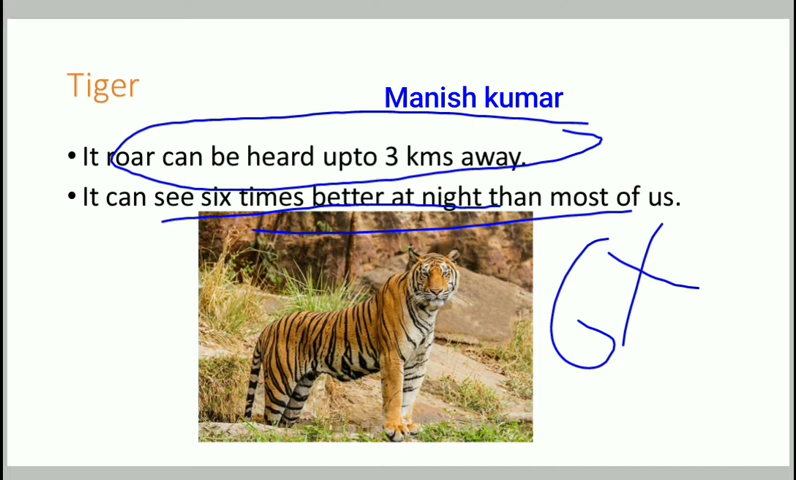 Tiger
Manish kumar
• It roar can be heard upto 3 kms away.
• It can see six times better at night than most of us.
6x